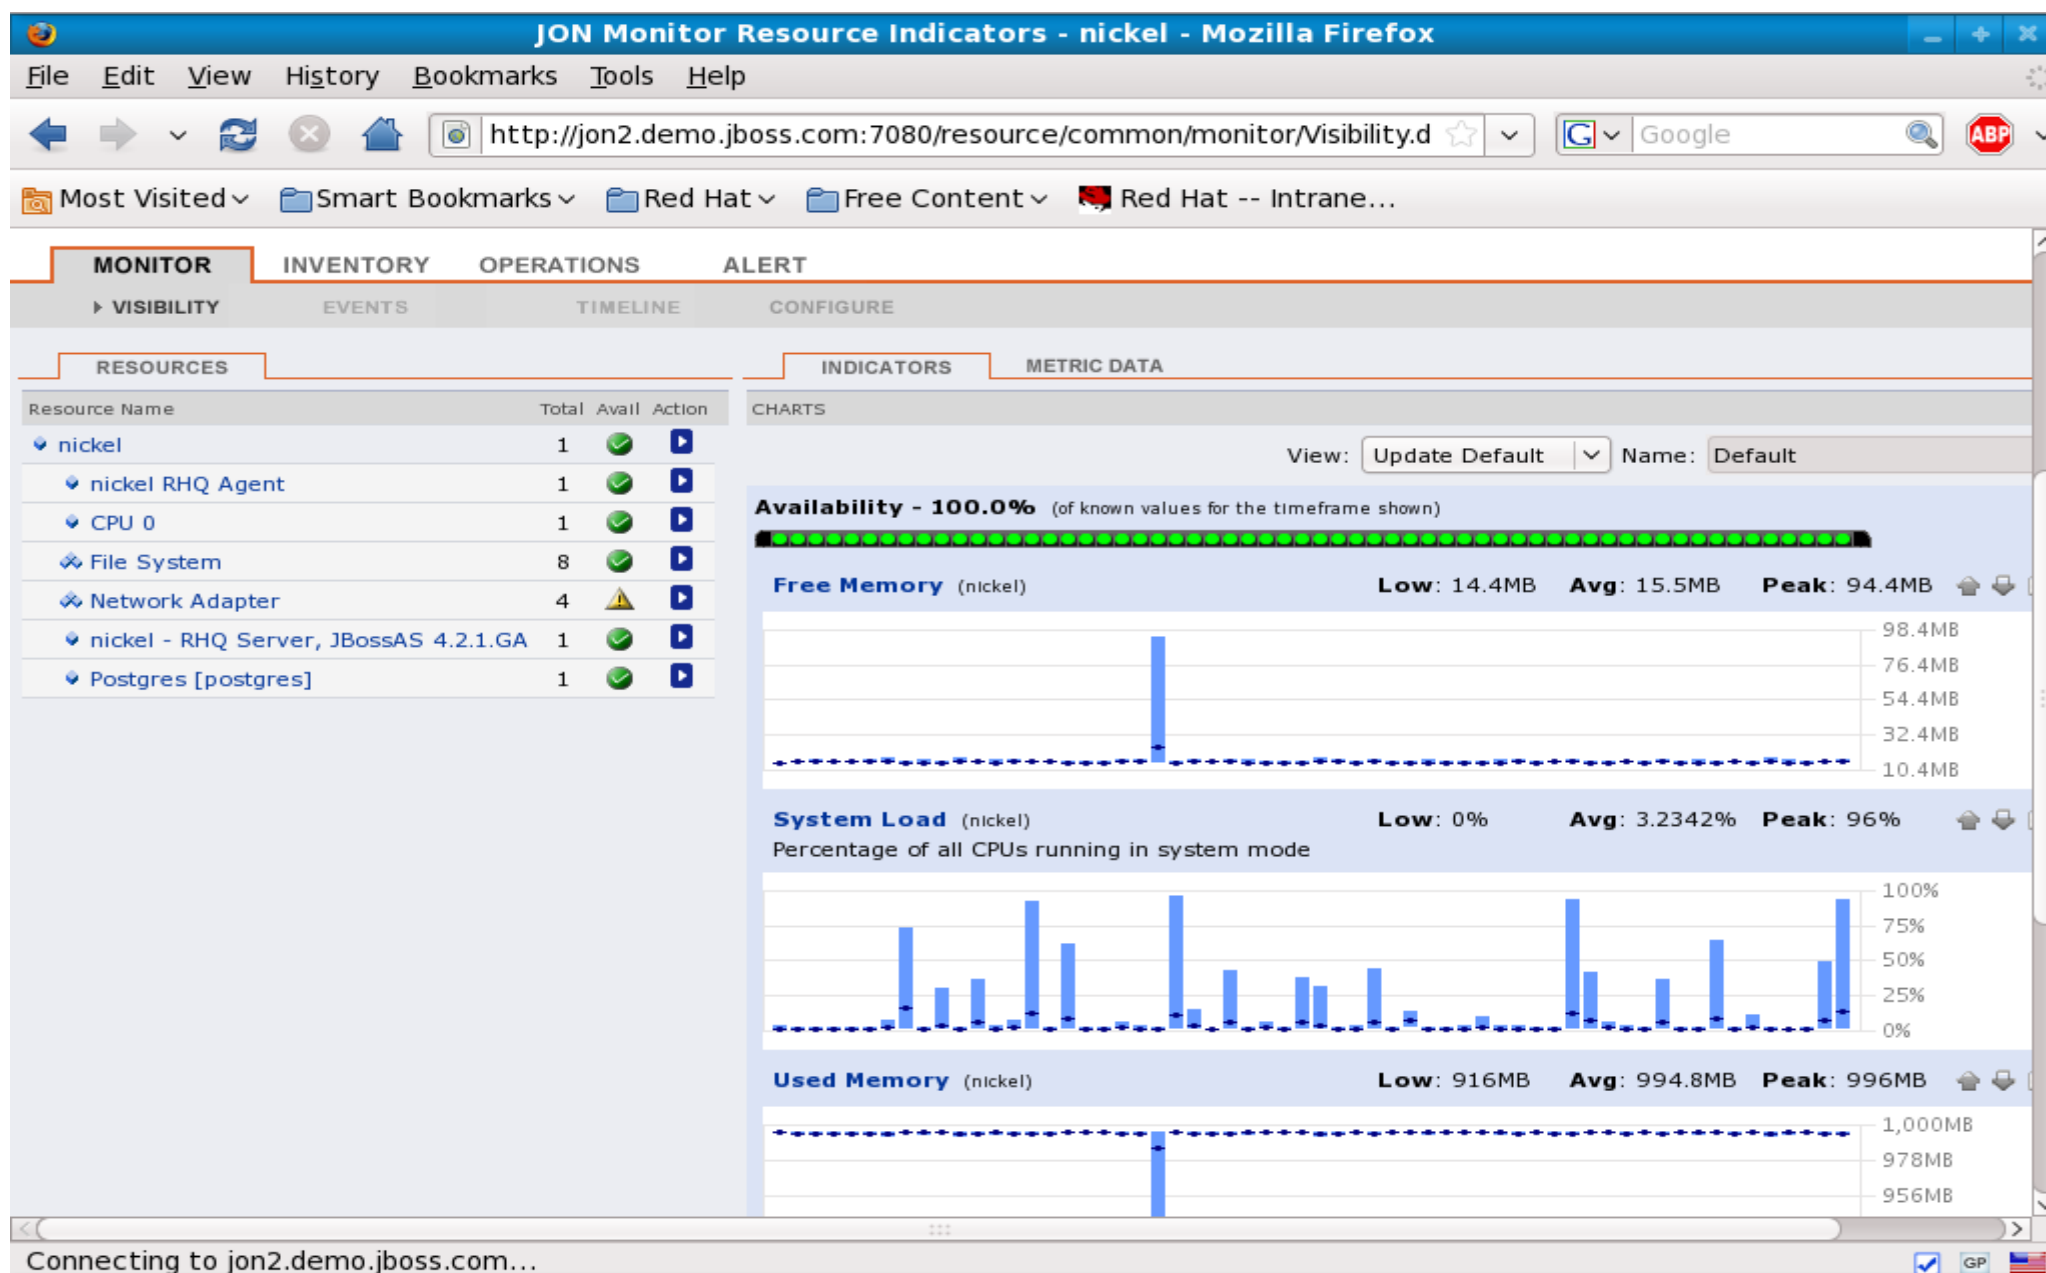 JON Monitor Resource Indicators - nickel - Mozilla Firefox
File Edit View History Bookmarks Tools Help
http://jon2.demo.jboss.com:7080/resource/common/monitor/Visibility.d G Google ABP
Most Visited Smart Bookmarks Red Hat Free Content Red Hat -- Intrane...
MONITOR INVENTORY OPERATIONS ALERT
VISIBILITY EVENTS TIMELINE CONFIGURE
RESOURCES
Resource Name Total Avail Action
nickel 1
nickel RHQ Agent 1
CPU 0 1
File System 8
Network Adapter 4
nickel - RHQ Server, JBossAS 4.2.1.GA 1
Postgres [postgres] 1
INDICATORS METRIC DATA
CHARTS
View: Update Default Name: Default
Availability - 100.0% (of known values for the timeframe shown)
Free Memory (nickel) Low: 14.4MB Avg: 15.5MB Peak: 94.4MB
98.4MB
76.4MB
54.4MB
32.4MB
10.4MB
System Load (nickel) Low: 0% Avg: 3.2342% Peak: 96%
Percentage of all CPUs running in system mode
100%
75%
50%
25%
0%
Used Memory (nickel) Low: 916MB Avg: 994.8MB Peak: 996MB
1,000MB
978MB
956MB
Connecting to jon2.demo.jboss.com... GP